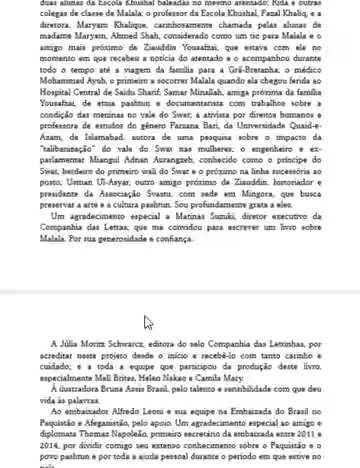 duas alunas da Escola Khushal baleadas no mesmo atentado; Rida e outras
colegas de classe de Malala; o professor da Escola Khushal, Fazal Khaliq, e a
diretora, Maryam Khalique, carinhosamente chamada pelas alunas de
madame Maryam, Ahmed Shah, considerado como um tio para Malala e o
amigo mais próximo de Ziauddin Yousafzai, que estava com ele no
momento em que recebeu a notícia do atentado e o acompanhou durante
todo o tempo até a viagem da família para a Grã-Bretanha; o médico
Mohammad Ayub, o primeiro a socorrer Malala quando ela chegou ferida ao
Hospital Central de Saidu Sharif; Samar Minallah, amiga próxima da família
Yousafzai, de etnia pashtun e documentarista com trabalhos sobre a
condição das meninas no vale do Swat; a ativista por direitos humanos e
professora de estudos do gênero Farzana Bari, da Universidade Quaid-e-
Azam, de Islamabad, autora de uma pesquisa sobre o impacto da
"talibanização" do vale do Swat nas mulheres; o engenheiro e ex-
parlamentar Miangul Adnan Aurangzeb, conhecido como o príncipe do
Swat, herdeiro do primeiro wali do Swat e o próximo na linha sucessória ao
posto; Usman Ul-Asyar, outro amigo próximo de Ziauddin, historiador e
presidente da Associação Svastu, com sede em Mingora, que busca
preservar a arte e a cultura pashtun. Sou profundamente grata a eles.
Um agradecimento especial a Matinas Suzuki, diretor executivo da
Companhia das Letras, que me convidou para escrever um livro sobre
Malala. Por sua generosidade e confiança.
A Júlia Moritz Schwarcz, editora do selo Companhia das Letrinhas, por
acreditar neste projeto desde o início e recebê-lo com tanto carinho e
cuidado; e a toda a equipe que participou da produção deste livro,
especialmente Mell Brites, Helen Nakao e Camila Mary.
À ilustradora Bruna Assis Brasil, pelo talento e sensibilidade com que deu
vida às palavras.
Ao embaixador Alfredo Leoni e sua equipe na Embaixada do Brasil no
Paquistão e Afeganistão, pelo apoio. Um agradecimento especial ao amigo e
diplomata Thomaz Napoleão, primeiro secretário da embaixada entre 2011 e
2014, por dividir comigo seu extenso conhecimento sobre o Paquistão e o
povo pashtun e por toda a ajuda pessoal durante o período em que estive no
país.